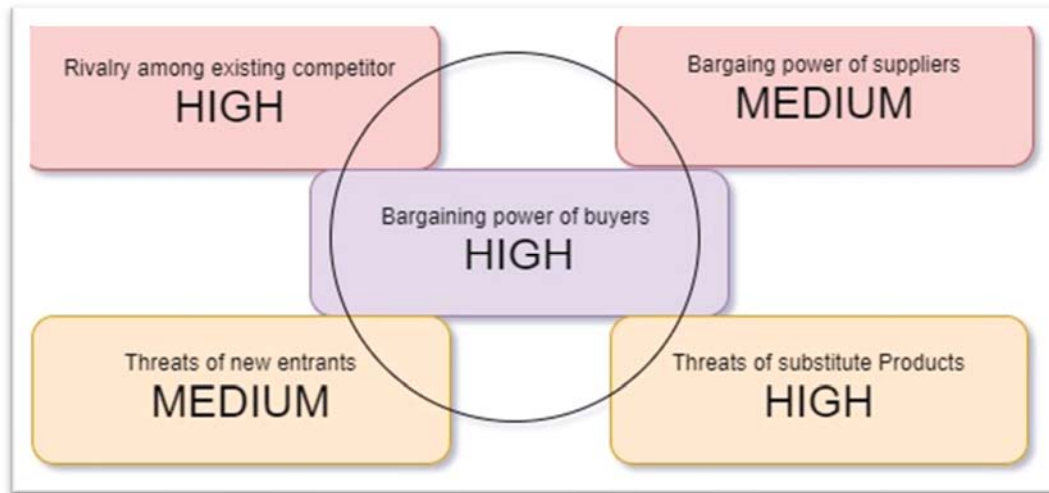 Rivalry among existing competitor
HIGH
Bargaing power of suppliers
MEDIUM
Bargaining power of buyers
HIGH
Threats of new entrants
MEDIUM
Threats of substitute Products
HIGH